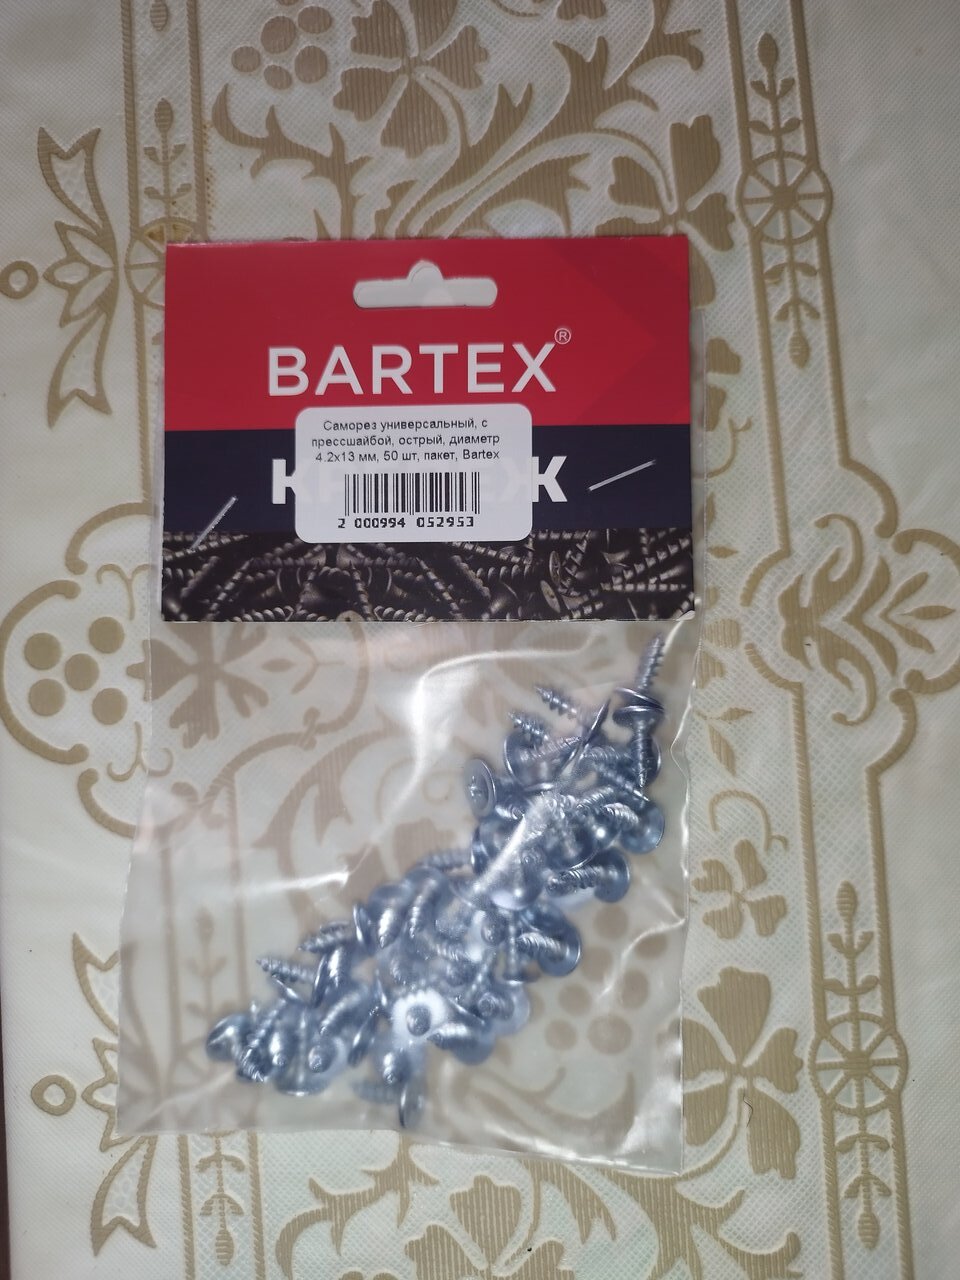 BARTEX®
Саморез универсальный, с
прессшайбой, острый, диаметр
4.2х13 мм, 50 шт, пакет, Bartex
2 000994 052953